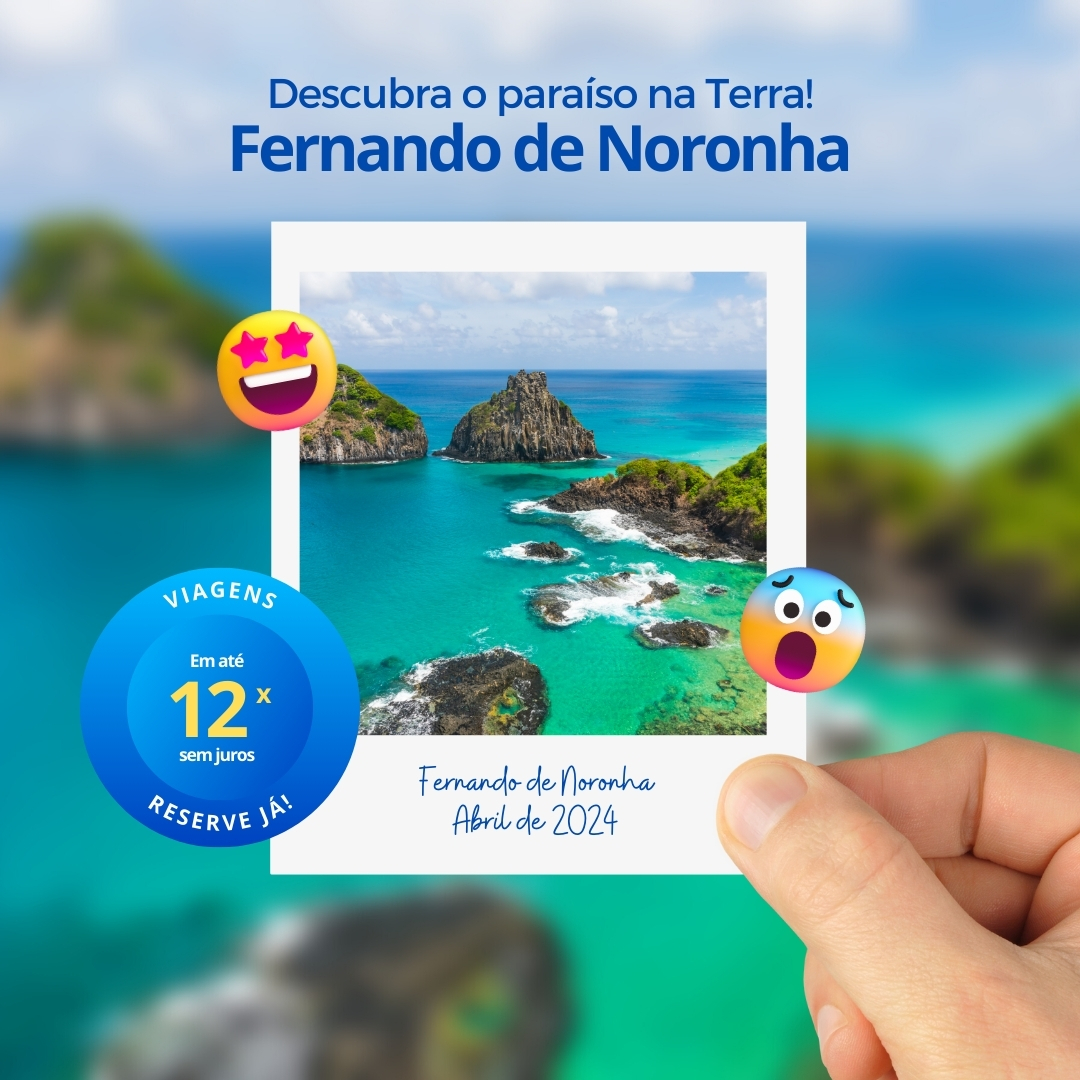 Descubra o paraíso na Terra!
Fernando de Noronha
VIAGENS
Em até
12 x
sem juros
RESERVE JÁ!
Fernando de Noronha
Abril de 2024